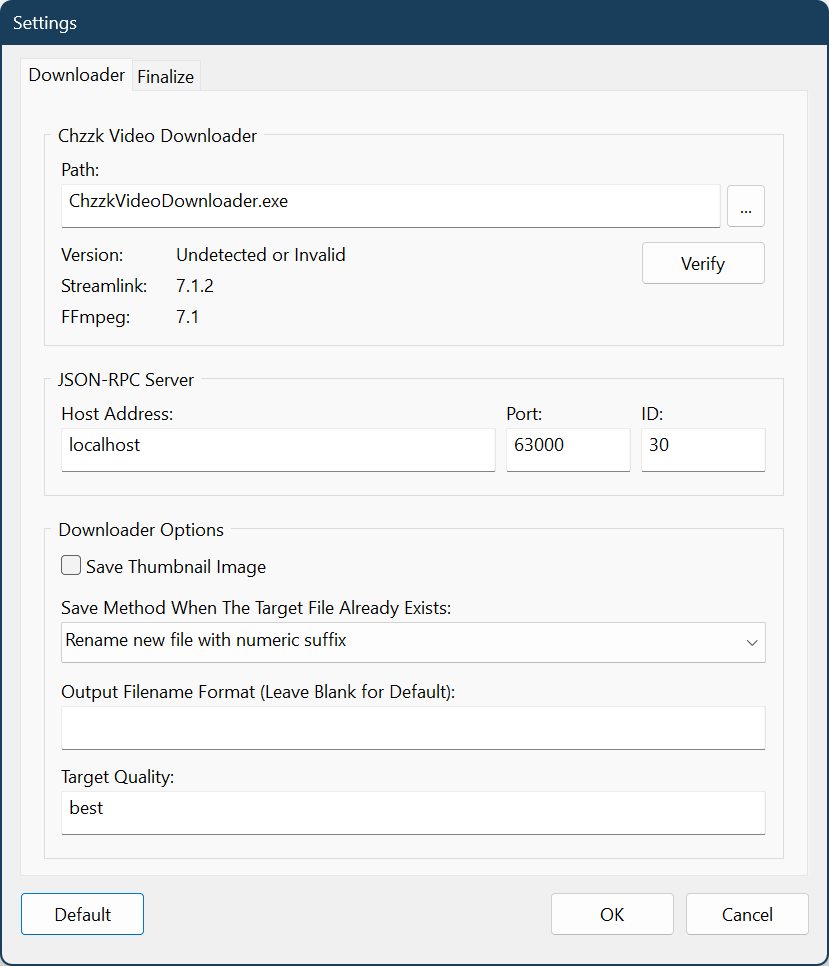 Settings
Downloader Finalize
Chzzk Video Downloader
Path:
ChzzkVideoDownloader.exe ...
Version: Undetected or Invalid Verify
Streamlink: 7.1.2
FFmpeg: 7.1
JSON-RPC Server
Host Address: Port: ID:
localhost 63000 30
Downloader Options
Save Thumbnail Image
Save Method When The Target File Already Exists:
Rename new file with numeric suffix
Output Filename Format (Leave Blank for Default):
Target Quality:
best
Default OK Cancel